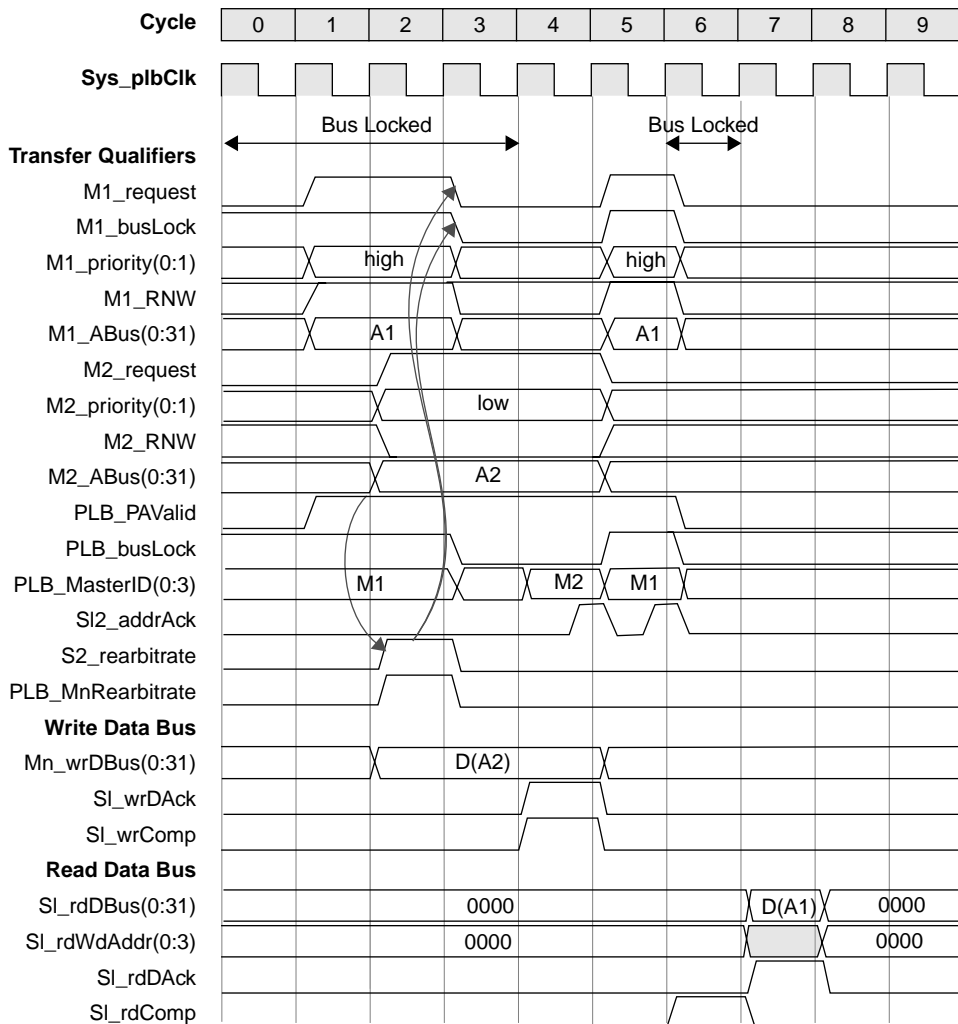 Cycle 0 1 2 3 4 5 6 7 8 9
Sys_plbClk
Bus Locked Bus Locked
Transfer Qualifiers
M1_request
M1_busLock
M1_priority(0:1) high high
M1_RNW
M1_ABus(0:31) A1 A1
M2_request
M2_priority(0:1) low
M2_RNW
M2_ABus(0:31) A2
PLB_PAValid
PLB_busLock
PLB_MasterID(0:3) M1 M2 M1
Sl2_addrAck
S2_rearbitrate
PLB_MnRearbitrate
Write Data Bus
Mn_wrDBus(0:31) D(A2)
Sl_wrDAck
Sl_wrComp
Read Data Bus
Sl_rdDBus(0:31) 0000 D(A1) 0000
Sl_rdWdAddr(0:3) 0000 0000
Sl_rdDAck
Sl_rdComp